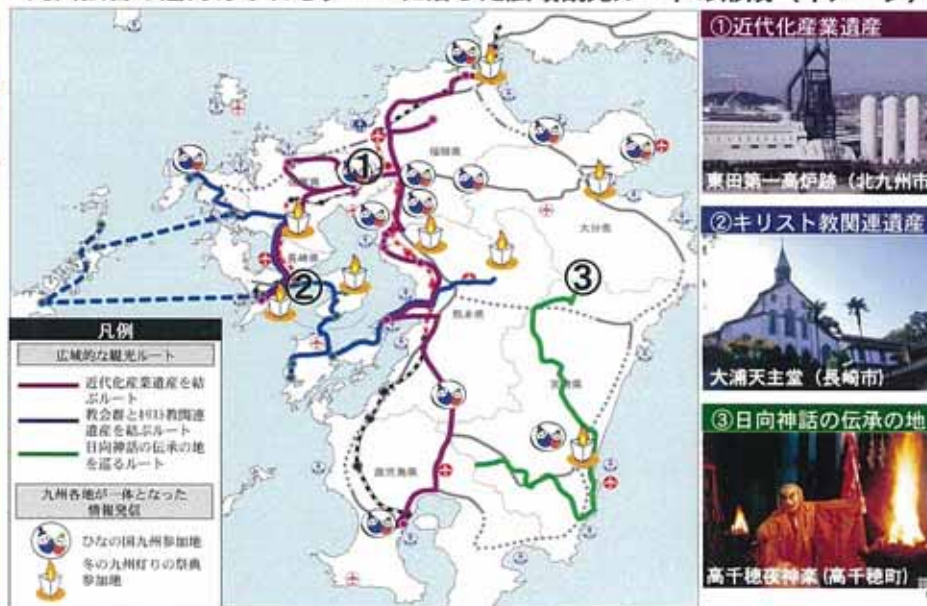 ①
②
③
福岡県
大分県
長崎県
熊本県
宮崎県
鹿児島県
凡例
広域的な観光ルート
近代化産業遺産を結
ぶルート
教会群とキリスト教関連
遺産を結ぶルート
日向神話の伝承の地
を巡るルート
九州各地が一体となった
情報発信
ひなの国九州参加地
冬の九州灯りの祭典
参加地
①近代化産業遺産
東田第一高炉跡（北九州市
②キリスト教関連遺産
大浦天主堂（長崎市）
③日向神話の伝承の地
高千穂夜神楽(高千穂町)